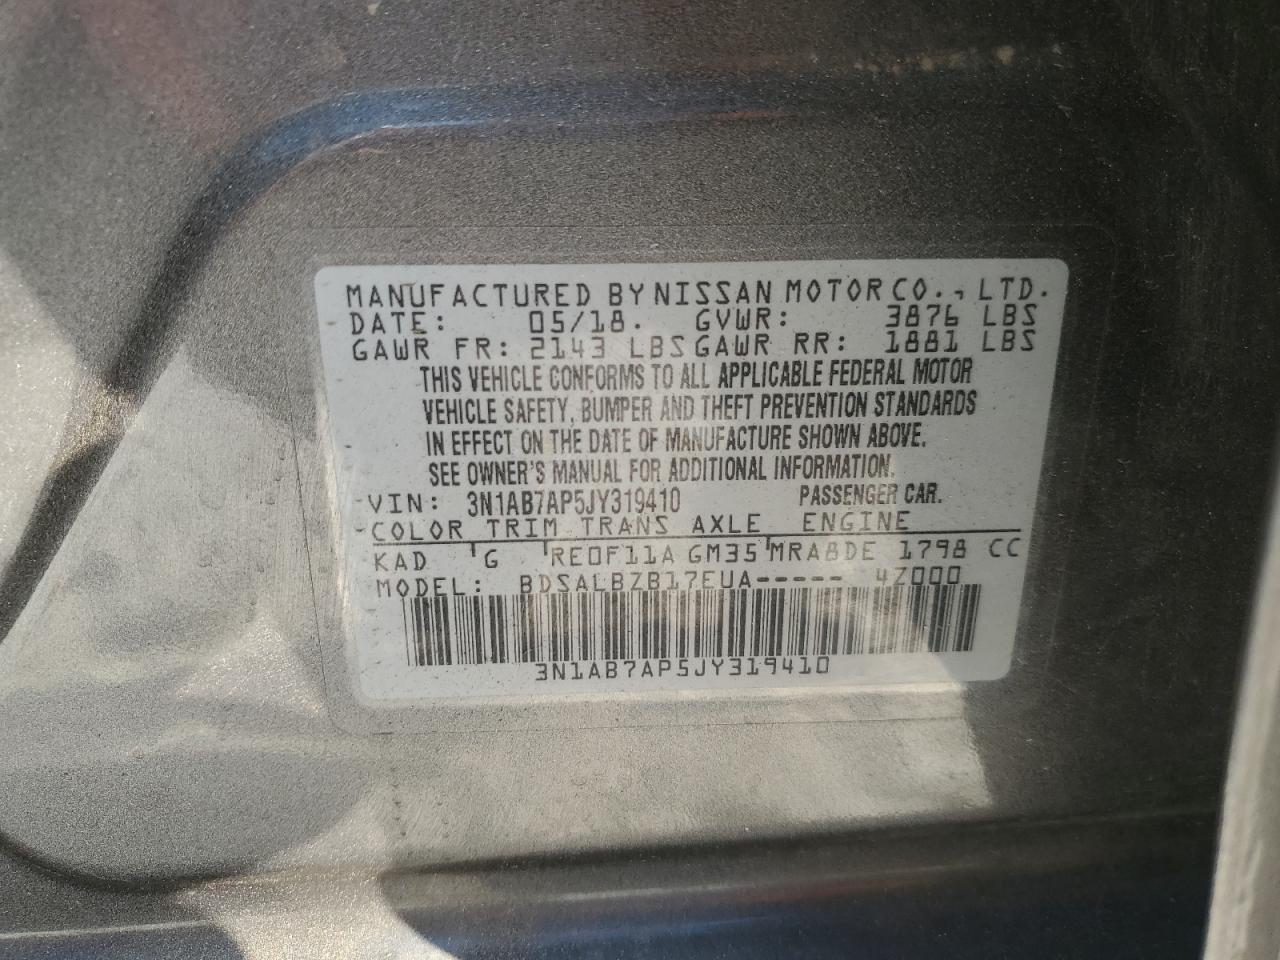 MANUFACTURED BY NISSAN MOTOR CO., LTD.
DATE: 05/18. GVWR: 3876 LBS
GAWR FR: 2143 LBS GAWR RR: 1881 LBS
THIS VEHICLE CONFORMS TO ALL APPLICABLE FEDERAL MOTOR
VEHICLE SAFETY, BUMPER AND THEFT PREVENTION STANDARDS
IN EFFECT ON THE DATE OF MANUFACTURE SHOWN ABOVE.
SEE OWNER'S MANUAL FOR ADDITIONAL INFORMATION.
VIN: 3N1AB7AP5JY319410 PASSENGER CAR.
COLOR TRIM TRANS AXLE ENGINE
KAD G RE0F11A GM35 MRA8DE 1798 CC
MODEL: BDSALBZB17EUA----- 4Z000
3N1AB7AP5JY319410